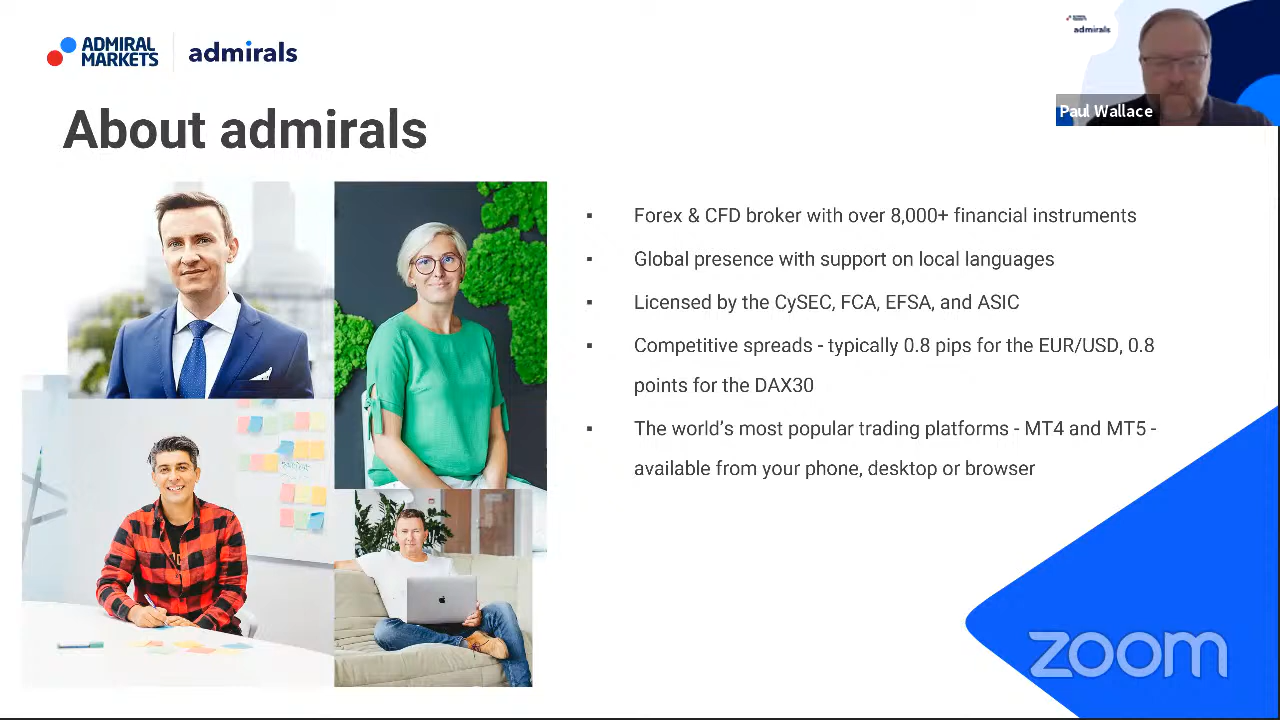 ADMIRAL
MARKETS
admirals
admirals
Paul Wallace
About admirals
▪ Forex & CFD broker with over 8,000+ financial instruments
▪ Global presence with support on local languages
▪ Licensed by the CySEC, FCA, EFSA, and ASIC
▪ Competitive spreads - typically 0.8 pips for the EUR/USD, 0.8
points for the DAX30
▪ The world's most popular trading platforms - MT4 and MT5 -
available from your phone, desktop or browser
zoom